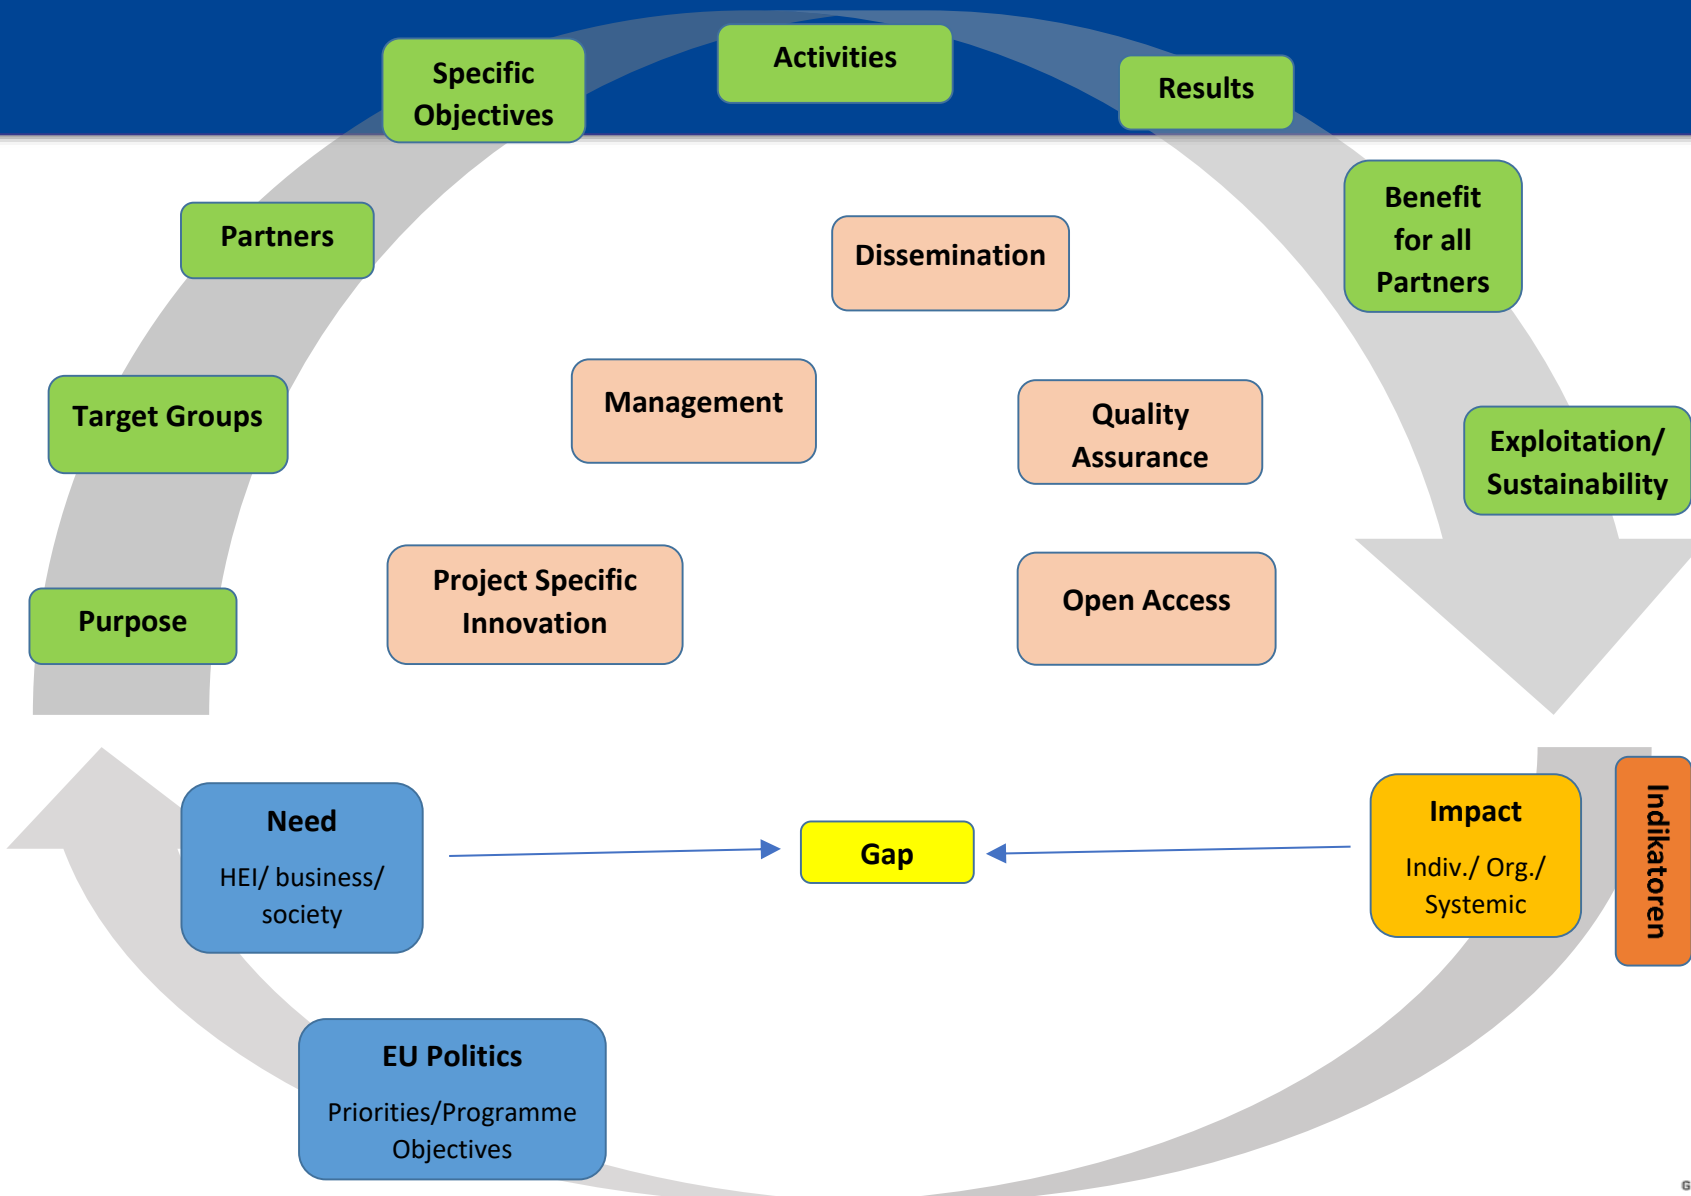 Specific
Objectives
Activities
Results
Partners
Benefit
for all
Partners
Dissemination
Target Groups
Management
Quality
Assurance
Exploitation/
Sustainability
Purpose
Project Specific
Innovation
Open Access
Need
HEI/ business/
society
Gap
Impact
Indiv./ Org./
Systemic
Indikatoren
EU Politics
Priorities/Programme
Objectives